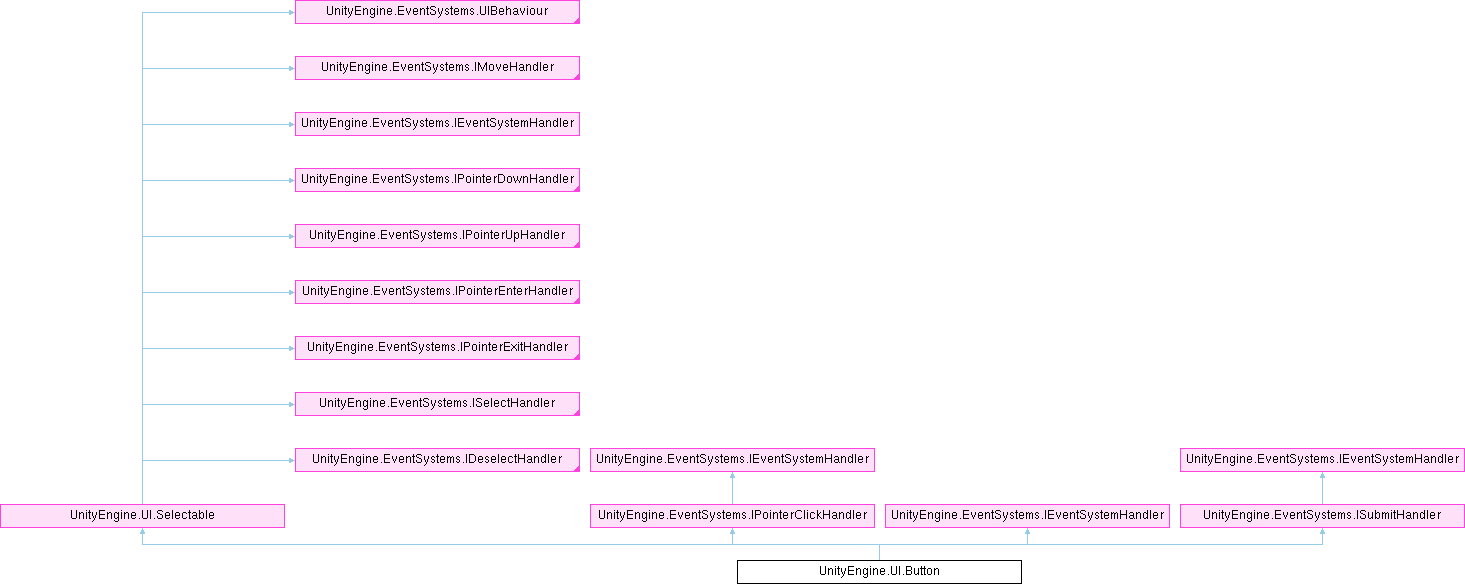 UnityEngine.EventSystems.UIBehaviour
UnityEngine.EventSystems.IMoveHandler
UnityEngine.EventSystems.IEventSystemHandler
UnityEngine.EventSystems.IPointerDownHandler
UnityEngine.EventSystems.IPointerUpHandler
UnityEngine.EventSystems.IPointerEnterHandler
UnityEngine.EventSystems.IPointerExitHandler
UnityEngine.EventSystems.ISelectHandler
UnityEngine.EventSystems.IDeselectHandler
UnityEngine.EventSystems.IEventSystemHandler
UnityEngine.EventSystems.IEventSystemHandler
UnityEngine.UI.Selectable
UnityEngine.EventSystems.IPointerClickHandler
UnityEngine.EventSystems.IEventSystemHandler
UnityEngine.EventSystems.ISubmitHandler
UnityEngine.UI.Button